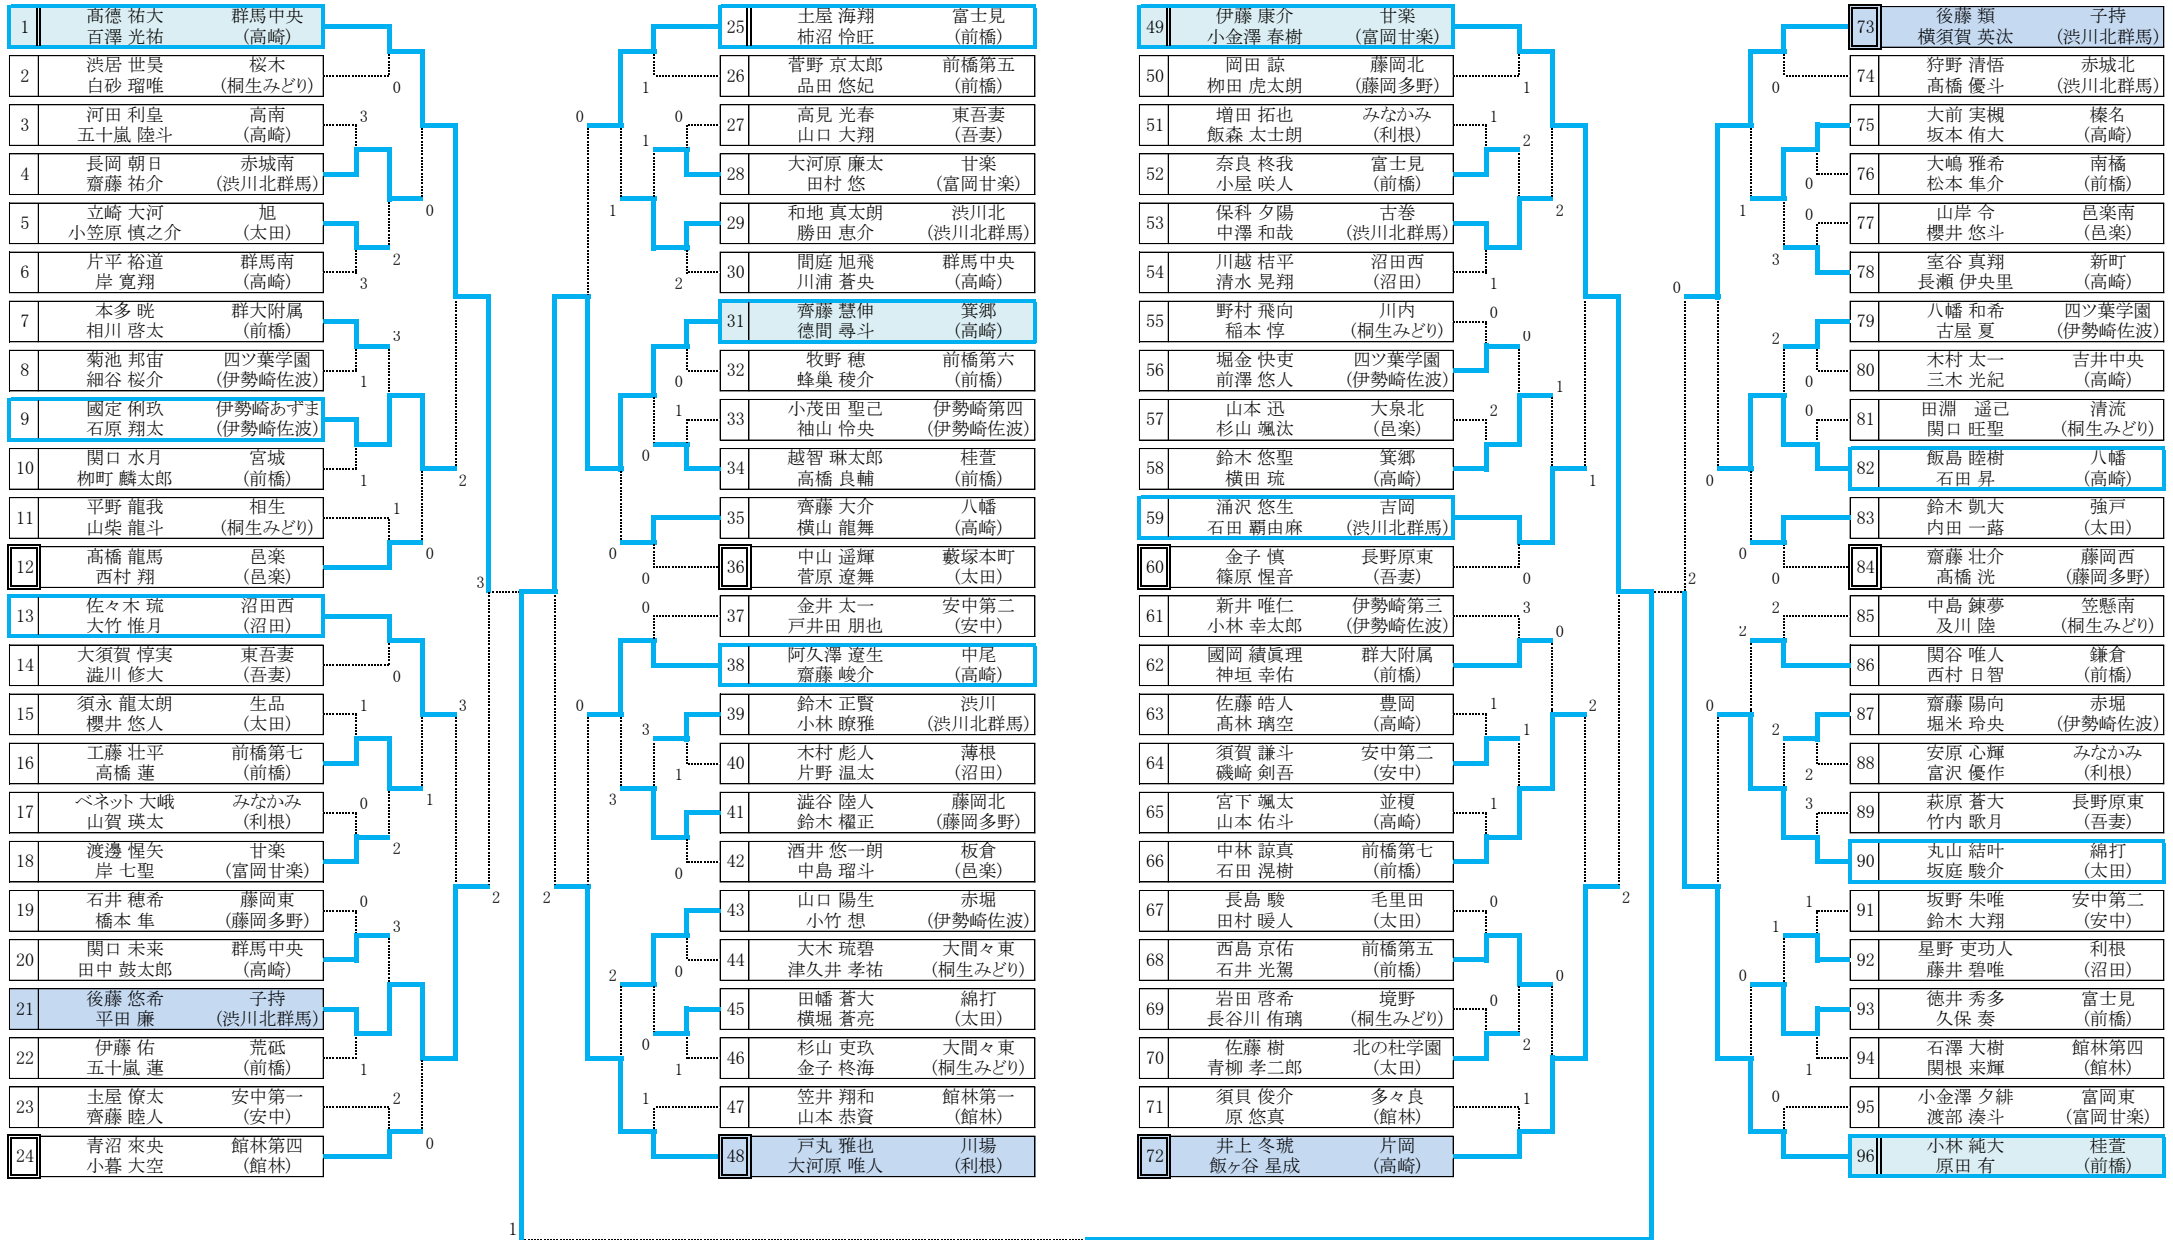 1 髙德 祐大 群馬中央
百澤 光祐 (高崎)
2 渋居 世昊 桜木
白砂 瑠唯 (桐生みどり)
3 河田 利皇 高南
五十嵐 陸斗 (高崎)
4 長岡 朝日 赤城南
齋藤 祐介 (渋川北群馬)
5 立崎 大河 旭
小笠原 慎之介 (太田)
6 片平 裕道 群馬南
岸 寛翔 (高崎)
7 本多 晄 群大附属
相川 啓太 (前橋)
8 菊池 邦宙 四ツ葉学園
細谷 桜介 (伊勢崎佐波)
9 國定 俐玖 伊勢崎あずま
石原 翔太 (伊勢崎佐波)
10 関口 水月 宮城
栁町 麟太郎 (前橋)
11 平野 龍我 相生
山柴 龍斗 (桐生みどり)
12 髙橋 龍馬 邑楽
西村 翔 (邑楽)
13 佐々木 琉 沼田西
大竹 惟月 (沼田)
14 大須賀 惇実 東吾妻
澁川 修大 (吾妻)
15 須永 龍太朗 生品
櫻井 悠人 (太田)
16 工藤 壮平 前橋第七
高橋 蓮 (前橋)
17 ベネット 大峨 みなかみ
山賀 瑛太 (利根)
18 渡邊 惺矢 甘楽
岸 七聖 (富岡甘楽)
19 石井 穂希 藤岡東
橋本 隼 (藤岡多野)
20 関口 未来 群馬中央
田中 鼓太郎 (高崎)
21 後藤 悠希 子持
平田 廉 (渋川北群馬)
22 伊藤 佑 荒砥
五十嵐 蓮 (前橋)
23 圡屋 僚太 安中第一
齊藤 睦人 (安中)
24 青沼 來央 館林第四
小暮 大空 (館林)
25 土屋 海翔 富士見
柿沼 怜旺 (前橋)
26 菅野 京太郎 前橋第五
品田 悠妃 (前橋)
27 高見 光春 東吾妻
山口 大翔 (吾妻)
28 大河原 廉太 甘楽
田村 悠 (富岡甘楽)
29 和地 真太朗 渋川北
勝田 恵介 (渋川北群馬)
30 間庭 旭飛 群馬中央
川浦 蒼央 (高崎)
31 齊藤 慧伸 箕郷
德間 尋斗 (高崎)
32 牧野 穂 前橋第六
蜂巣 稜介 (前橋)
33 小茂田 聖己 伊勢崎第四
袖山 怜央 (伊勢崎佐波)
34 越智 琳太郎 桂萱
高橋 良輔 (前橋)
35 齊藤 大介 八幡
横山 龍舞 (高崎)
36 中山 遥輝 藪塚本町
菅原 遼舞 (太田)
37 金井 太一 安中第二
戸井田 朋也 (安中)
38 阿久澤 遼生 中尾
齋藤 峻介 (高崎)
39 鈴木 正賢 渋川
小林 瞭雅 (渋川北群馬)
40 木村 彪人 薄根
片野 温太 (沼田)
41 澁谷 陸人 藤岡北
鈴木 櫂正 (藤岡多野)
42 酒井 悠一朗 板倉
中島 瑠斗 (邑楽)
43 山口 陽生 赤堀
小竹 想 (伊勢崎佐波)
44 大木 琉碧 大間々東
津久井 孝祐 (桐生みどり)
45 田幡 蒼大 綿打
横堀 蒼亮 (太田)
46 杉山 吏玖 大間々東
金子 柊海 (桐生みどり)
47 笠井 翔和 館林第一
山本 恭資 (館林)
48 戸丸 雅也 川場
大河原 唯人 (利根)
49 伊藤 康介 甘楽
小金澤 春樹 (富岡甘楽)
50 岡田 諒 藤岡北
栁田 虎太朗 (藤岡多野)
51 増田 拓也 みなかみ
飯森 太士朗 (利根)
52 奈良 柊我 富士見
小屋 咲人 (前橋)
53 保科 夕陽 古巻
中澤 和哉 (渋川北群馬)
54 川越 桔平 沼田西
清水 晃翔 (沼田)
55 野村 飛向 川内
稲本 惇 (桐生みどり)
56 堀金 快吏 四ツ葉学園
前澤 悠人 (伊勢崎佐波)
57 山本 迅 大泉北
杉山 颯汰 (邑楽)
58 鈴木 悠聖 箕郷
横田 琉 (高崎)
59 涌沢 悠生 吉岡
石田 覇由麻 (渋川北群馬)
60 金子 慎 長野原東
篠原 惺音 (吾妻)
61 新井 唯仁 伊勢崎第三
小林 幸太郎 (伊勢崎佐波)
62 國岡 績眞理 群大附属
神垣 幸佑 (前橋)
63 佐藤 皓人 豊岡
髙林 璃空 (高崎)
64 須賀 謙斗 安中第二
磯﨑 剣吾 (安中)
65 宮下 颯太 並榎
山本 佑斗 (高崎)
66 中林 諒真 前橋第七
石田 滉樹 (前橋)
67 長島 駿 毛里田
田村 暖人 (太田)
68 西島 京佑 前橋第五
石井 光駕 (前橋)
69 岩田 啓希 境野
長谷川 侑璃 (桐生みどり)
70 佐藤 樹 北の杜学園
青柳 孝二郎 (太田)
71 須貝 俊介 多々良
原 悠真 (館林)
72 井上 冬琥 片岡
飯ヶ谷 星成 (高崎)
73 後藤 類 子持
横須賀 英汰 (渋川北群馬)
74 狩野 清悟 赤城北
髙橋 優斗 (渋川北群馬)
75 大前 実槻 榛名
坂本 侑大 (高崎)
76 大嶋 雅希 南橘
松本 隼介 (前橋)
77 山岸 令 邑楽南
櫻井 悠斗 (邑楽)
78 室谷 真翔 新町
長瀬 伊央里 (高崎)
79 八幡 和希 四ツ葉学園
古屋 夏 (伊勢崎佐波)
80 木村 太一 吉井中央
三木 光紀 (高崎)
81 田淵 遥己 清流
関口 旺聖 (桐生みどり)
82 飯島 睦樹 八幡
石田 昇 (高崎)
83 鈴木 凱大 強戸
内田 一蕗 (太田)
84 齋藤 壮介 藤岡西
髙橋 洸 (藤岡多野)
85 中島 錬夢 笠懸南
及川 陸 (桐生みどり)
86 関谷 唯人 鎌倉
西村 日智 (前橋)
87 齋藤 陽向 赤堀
堀米 玲央 (伊勢崎佐波)
88 安原 心輝 みなかみ
富沢 優作 (利根)
89 萩原 蒼大 長野原東
竹内 歌月 (吾妻)
90 丸山 結叶 綿打
坂庭 駿介 (太田)
91 坂野 朱唯 安中第二
鈴木 大翔 (安中)
92 星野 吏功人 利根
藤井 碧唯 (沼田)
93 徳井 秀多 富士見
久保 奏 (前橋)
94 石澤 大樹 館林第四
関根 来輝 (館林)
95 小金澤 夕緋 富岡東
渡部 湊斗 (富岡甘楽)
96 小林 純大 桂萱
原田 有 (前橋)